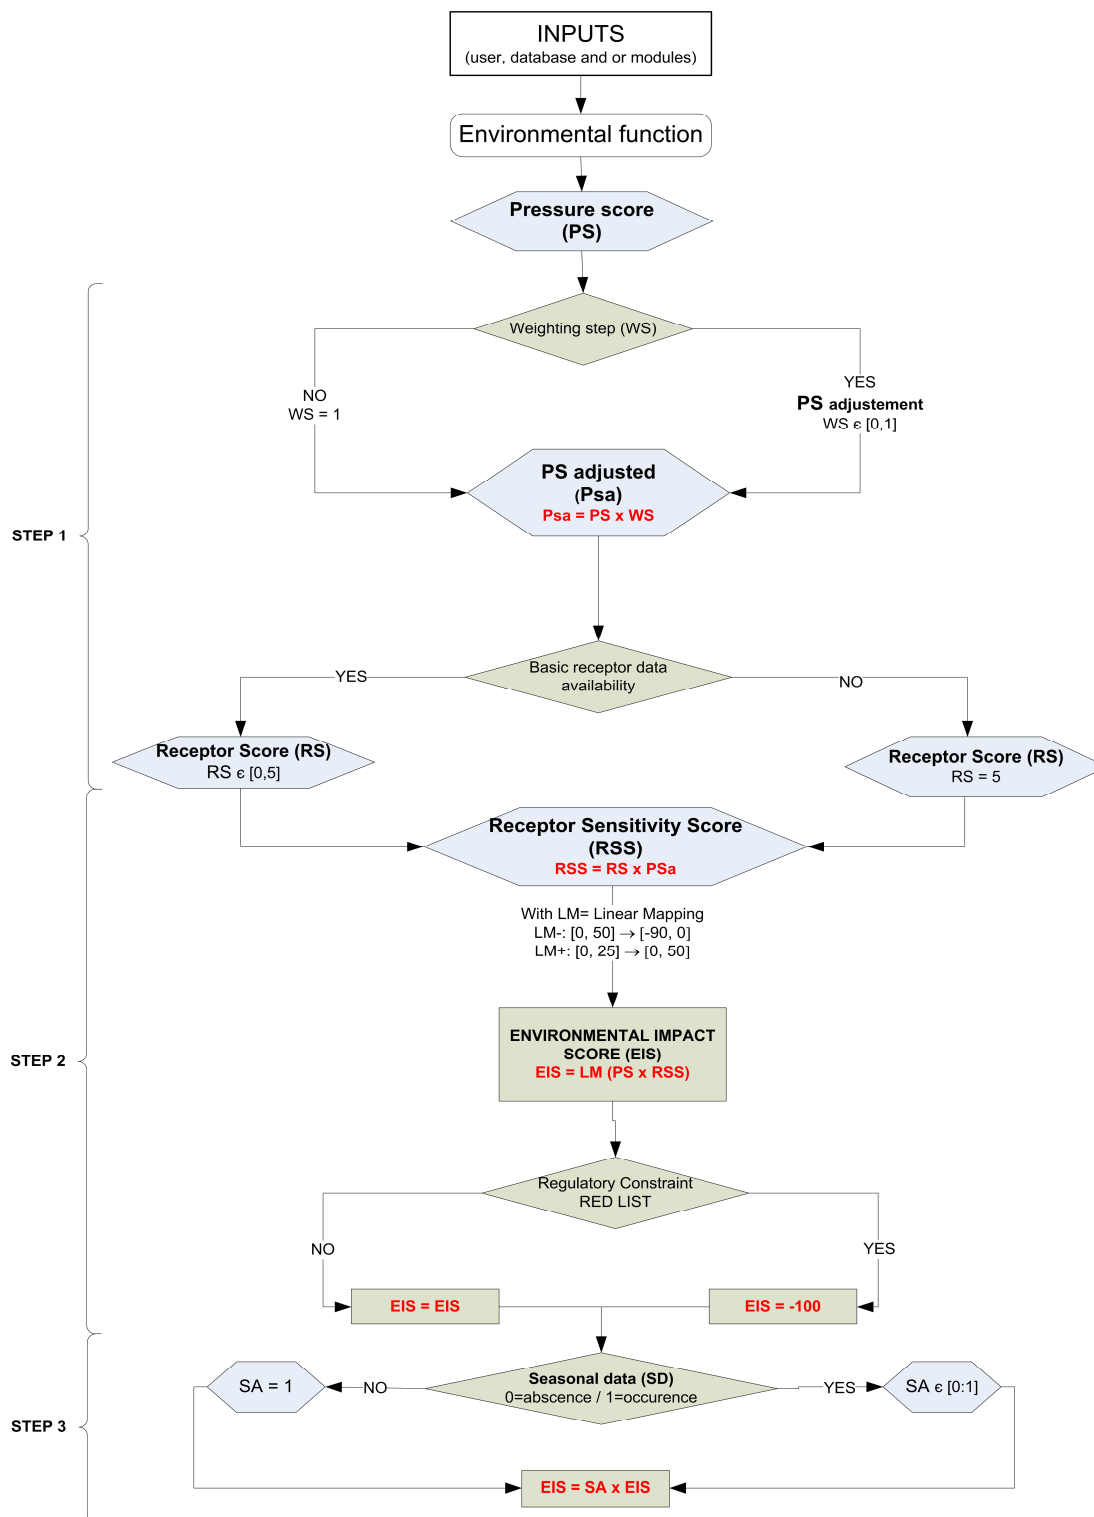 INPUTS
(user, database and or modules)
Environmental function
Pressure score
(PS)
Weighting step (WS)
NO
WS = 1
YES
PS adjustement
WS ϵ [0,1]
PS adjusted
(Psa)
Psa = PS x WS
STEP 1
Basic receptor data
availability
YES
NO
Receptor Score (RS)
RS ϵ [0,5]
Receptor Score (RS)
RS = 5
Receptor Sensitivity Score
(RSS)
RSS = RS x PSa
With LM= Linear Mapping
LM-: [0, 50] → [-90, 0]
LM+: [0, 25] → [0, 50]
ENVIRONMENTAL IMPACT
SCORE (EIS)
EIS = LM (PS x RSS)
STEP 2
Regulatory Constraint
RED LIST
NO
YES
EIS = EIS
EIS = -100
Seasonal data (SD)
0=abscence / 1=occurence
SA = 1
NO
YES
SA ϵ [0:1]
STEP 3
EIS = SA x EIS